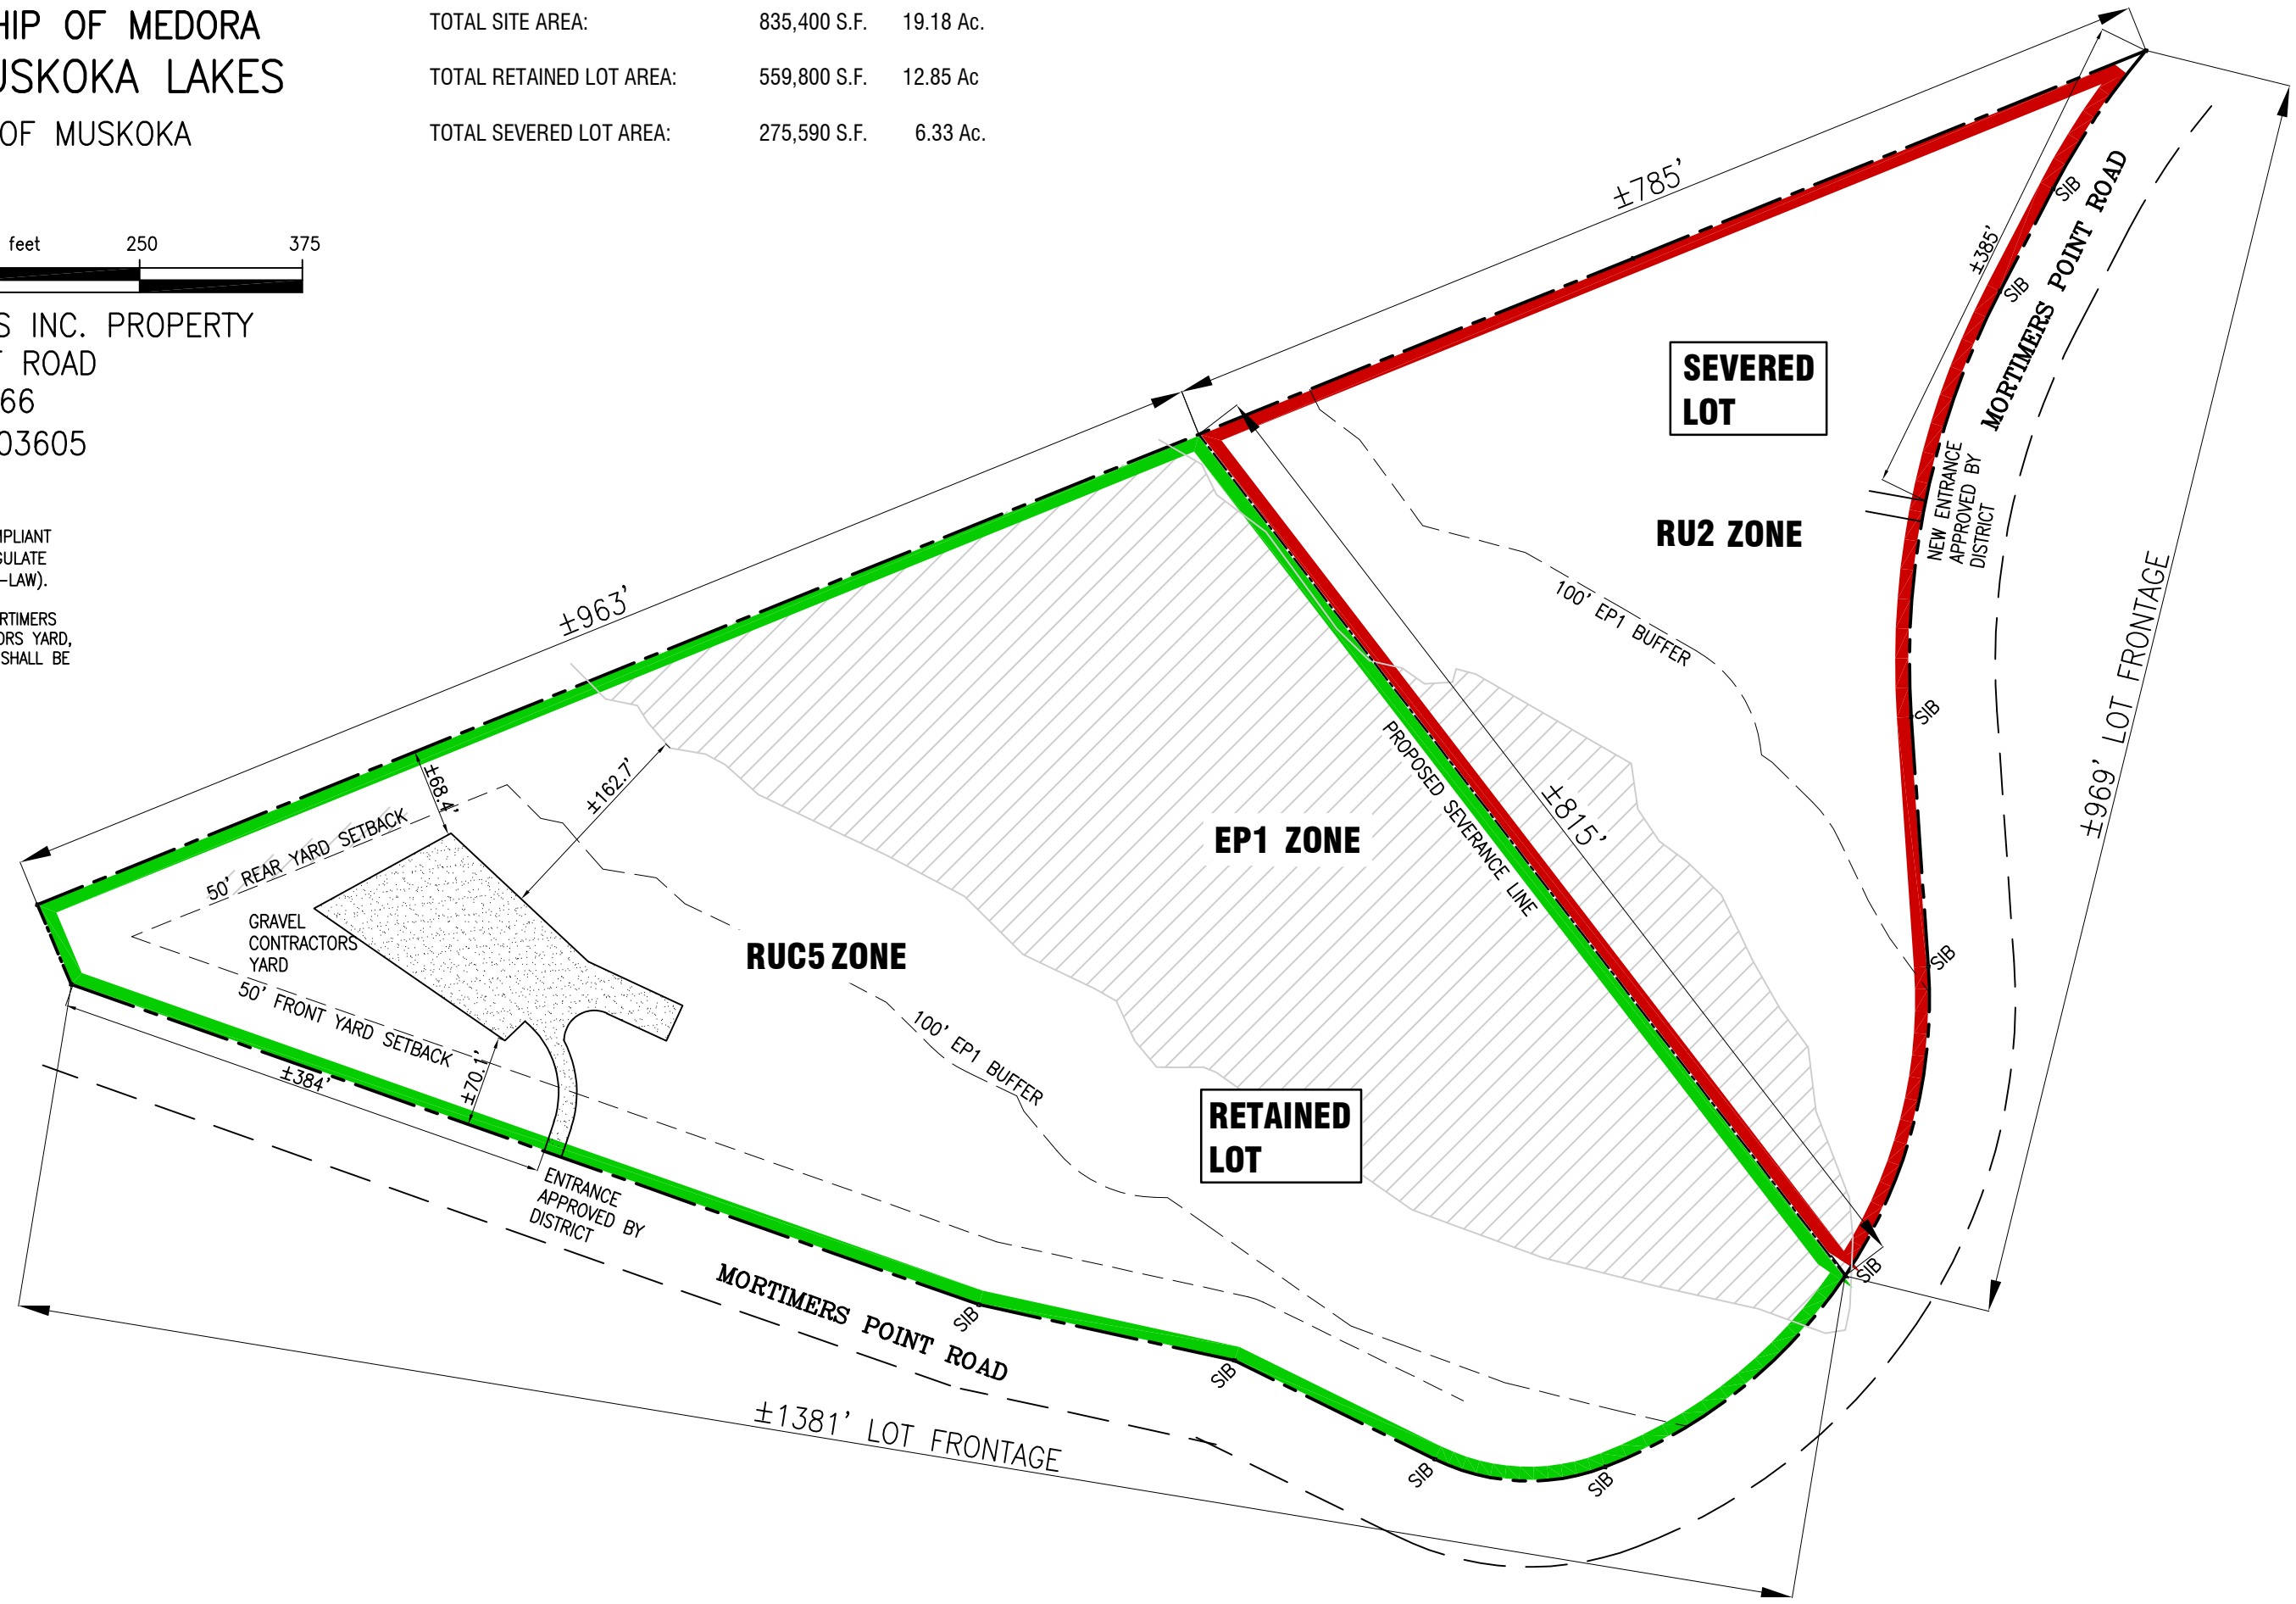 HIP OF MEDORA
USKOKA LAKES
OF MUSKOKA
TOTAL SITE AREA: 835,400 S.F. 19.18 Ac.
TOTAL RETAINED LOT AREA: 559,800 S.F. 12.85 Ac
TOTAL SEVERED LOT AREA: 275,590 S.F. 6.33 Ac.
feet 250 375
S INC. PROPERTY
T ROAD
66
03605
MPLIANT
GULATE
-LAW).
RTIMERS
ORS YARD,
SHALL BE
±785'
±385'
SIB
SIB
MORTIMERS POINT ROAD
SEVERED
LOT
RU2 ZONE
NEW ENTRANCE
APPROVED BY
DISTRICT
±969' LOT FRONTAGE
100' EP1 BUFFER
±963'
SIB
SIB
PROPOSED SEVERANCE LINE
±815'
EP1 ZONE
±68.4'
±162.7'
50' REAR YARD SETBACK
GRAVEL
CONTRACTORS
YARD
50' FRONT YARD SETBACK
RUC5 ZONE
100' EP1 BUFFER
±384'
±70.1'
RETAINED
LOT
ENTRANCE
APPROVED BY
DISTRICT
SIB
MORTIMERS POINT ROAD
SIB
SIB
SIB
SIB
±1381' LOT FRONTAGE